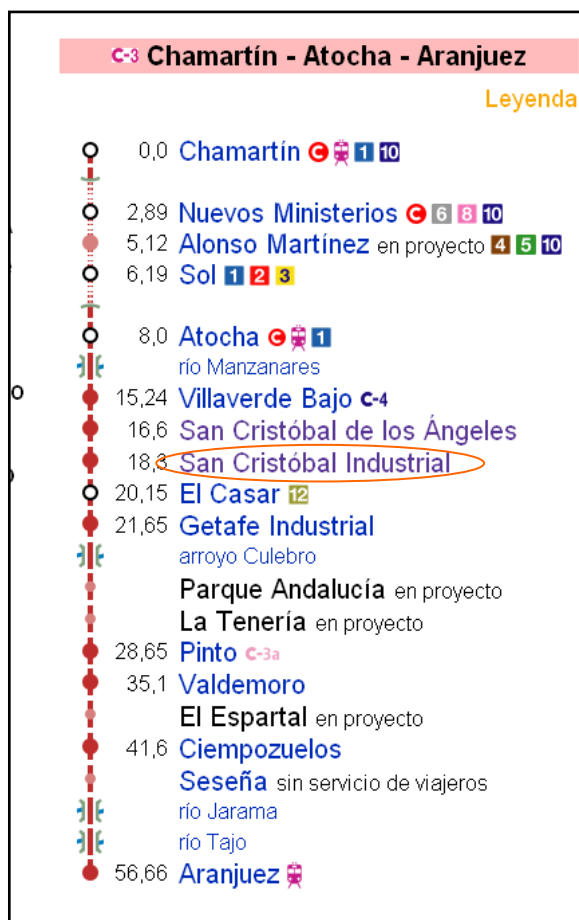 C-3 Chamartín - Atocha - Aranjuez
Leyenda
0,0 Chamartín C 1 10
2,89 Nuevos Ministerios C 6 8 10
5,12 Alonso Martínez en proyecto 4 5 10
6,19 Sol 1 2 3
8,0 Atocha C 1
río Manzanares
15,24 Villaverde Bajo C-4
16,6 San Cristóbal de los Ángeles
18,3 San Cristóbal Industrial
20,15 El Casar 12
21,65 Getafe Industrial
arroyo Culebro
Parque Andalucía en proyecto
La Tenería en proyecto
28,65 Pinto C-3a
35,1 Valdemoro
El Espartal en proyecto
41,6 Ciempozuelos
Seseña sin servicio de viajeros
río Jarama
río Tajo
56,66 Aranjuez